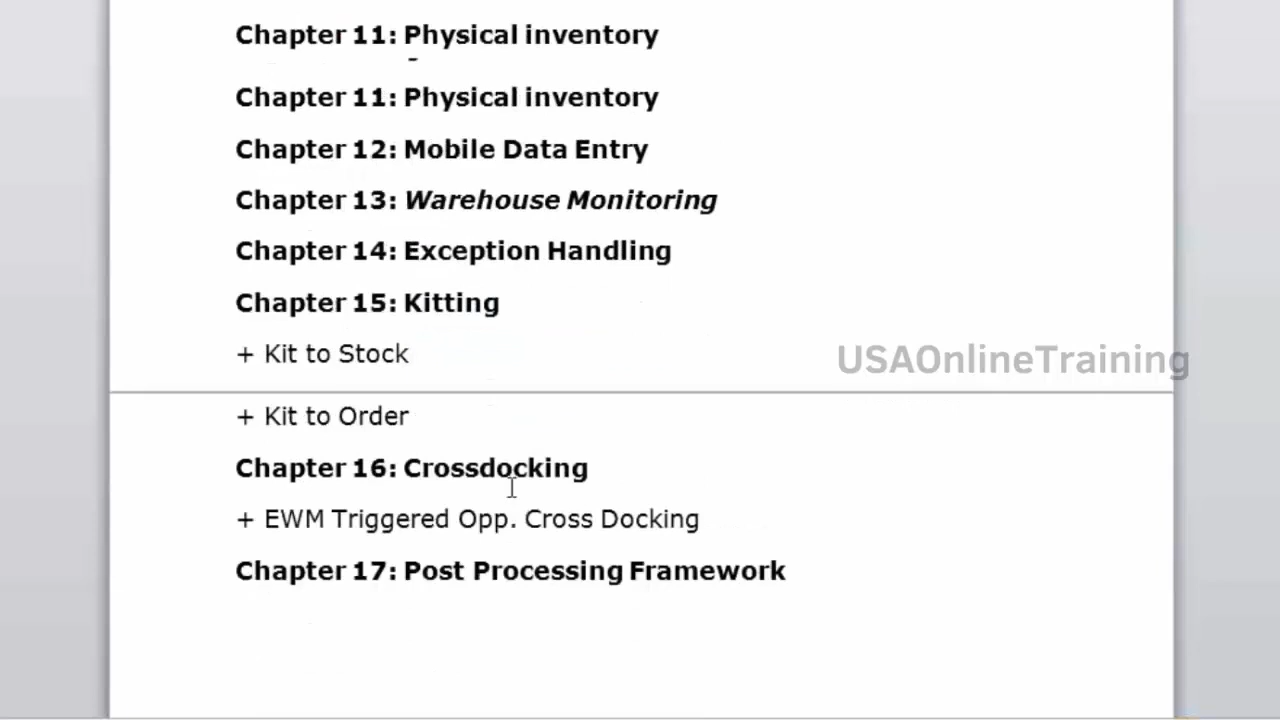 Chapter 11: Physical inventory
Chapter 11: Physical inventory
Chapter 12: Mobile Data Entry
Chapter 13: Warehouse Monitoring
Chapter 14: Exception Handling
Chapter 15: Kitting
+ Kit to Stock
USAOnlineTraining
+ Kit to Order
Chapter 16: Crossdocking
+ EWM Triggered Opp. Cross Docking
Chapter 17: Post Processing Framework